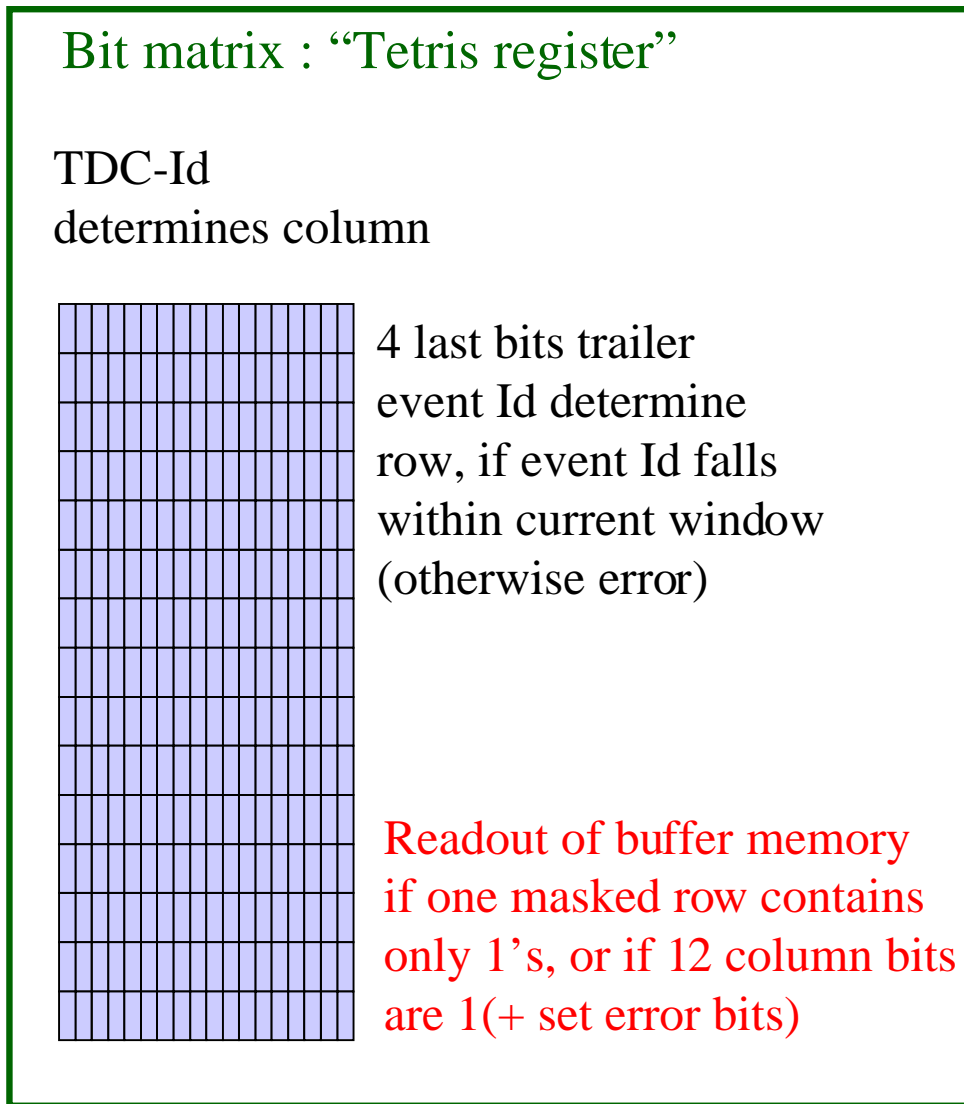 Bit matrix : “Tetris register”
TDC-Id
determines column
4 last bits trailer
event Id determine
row, if event Id falls
within current window
(otherwise error)
Readout of buffer memory
if one masked row contains
only 1’s, or if 12 column bits
are 1(+ set error bits)